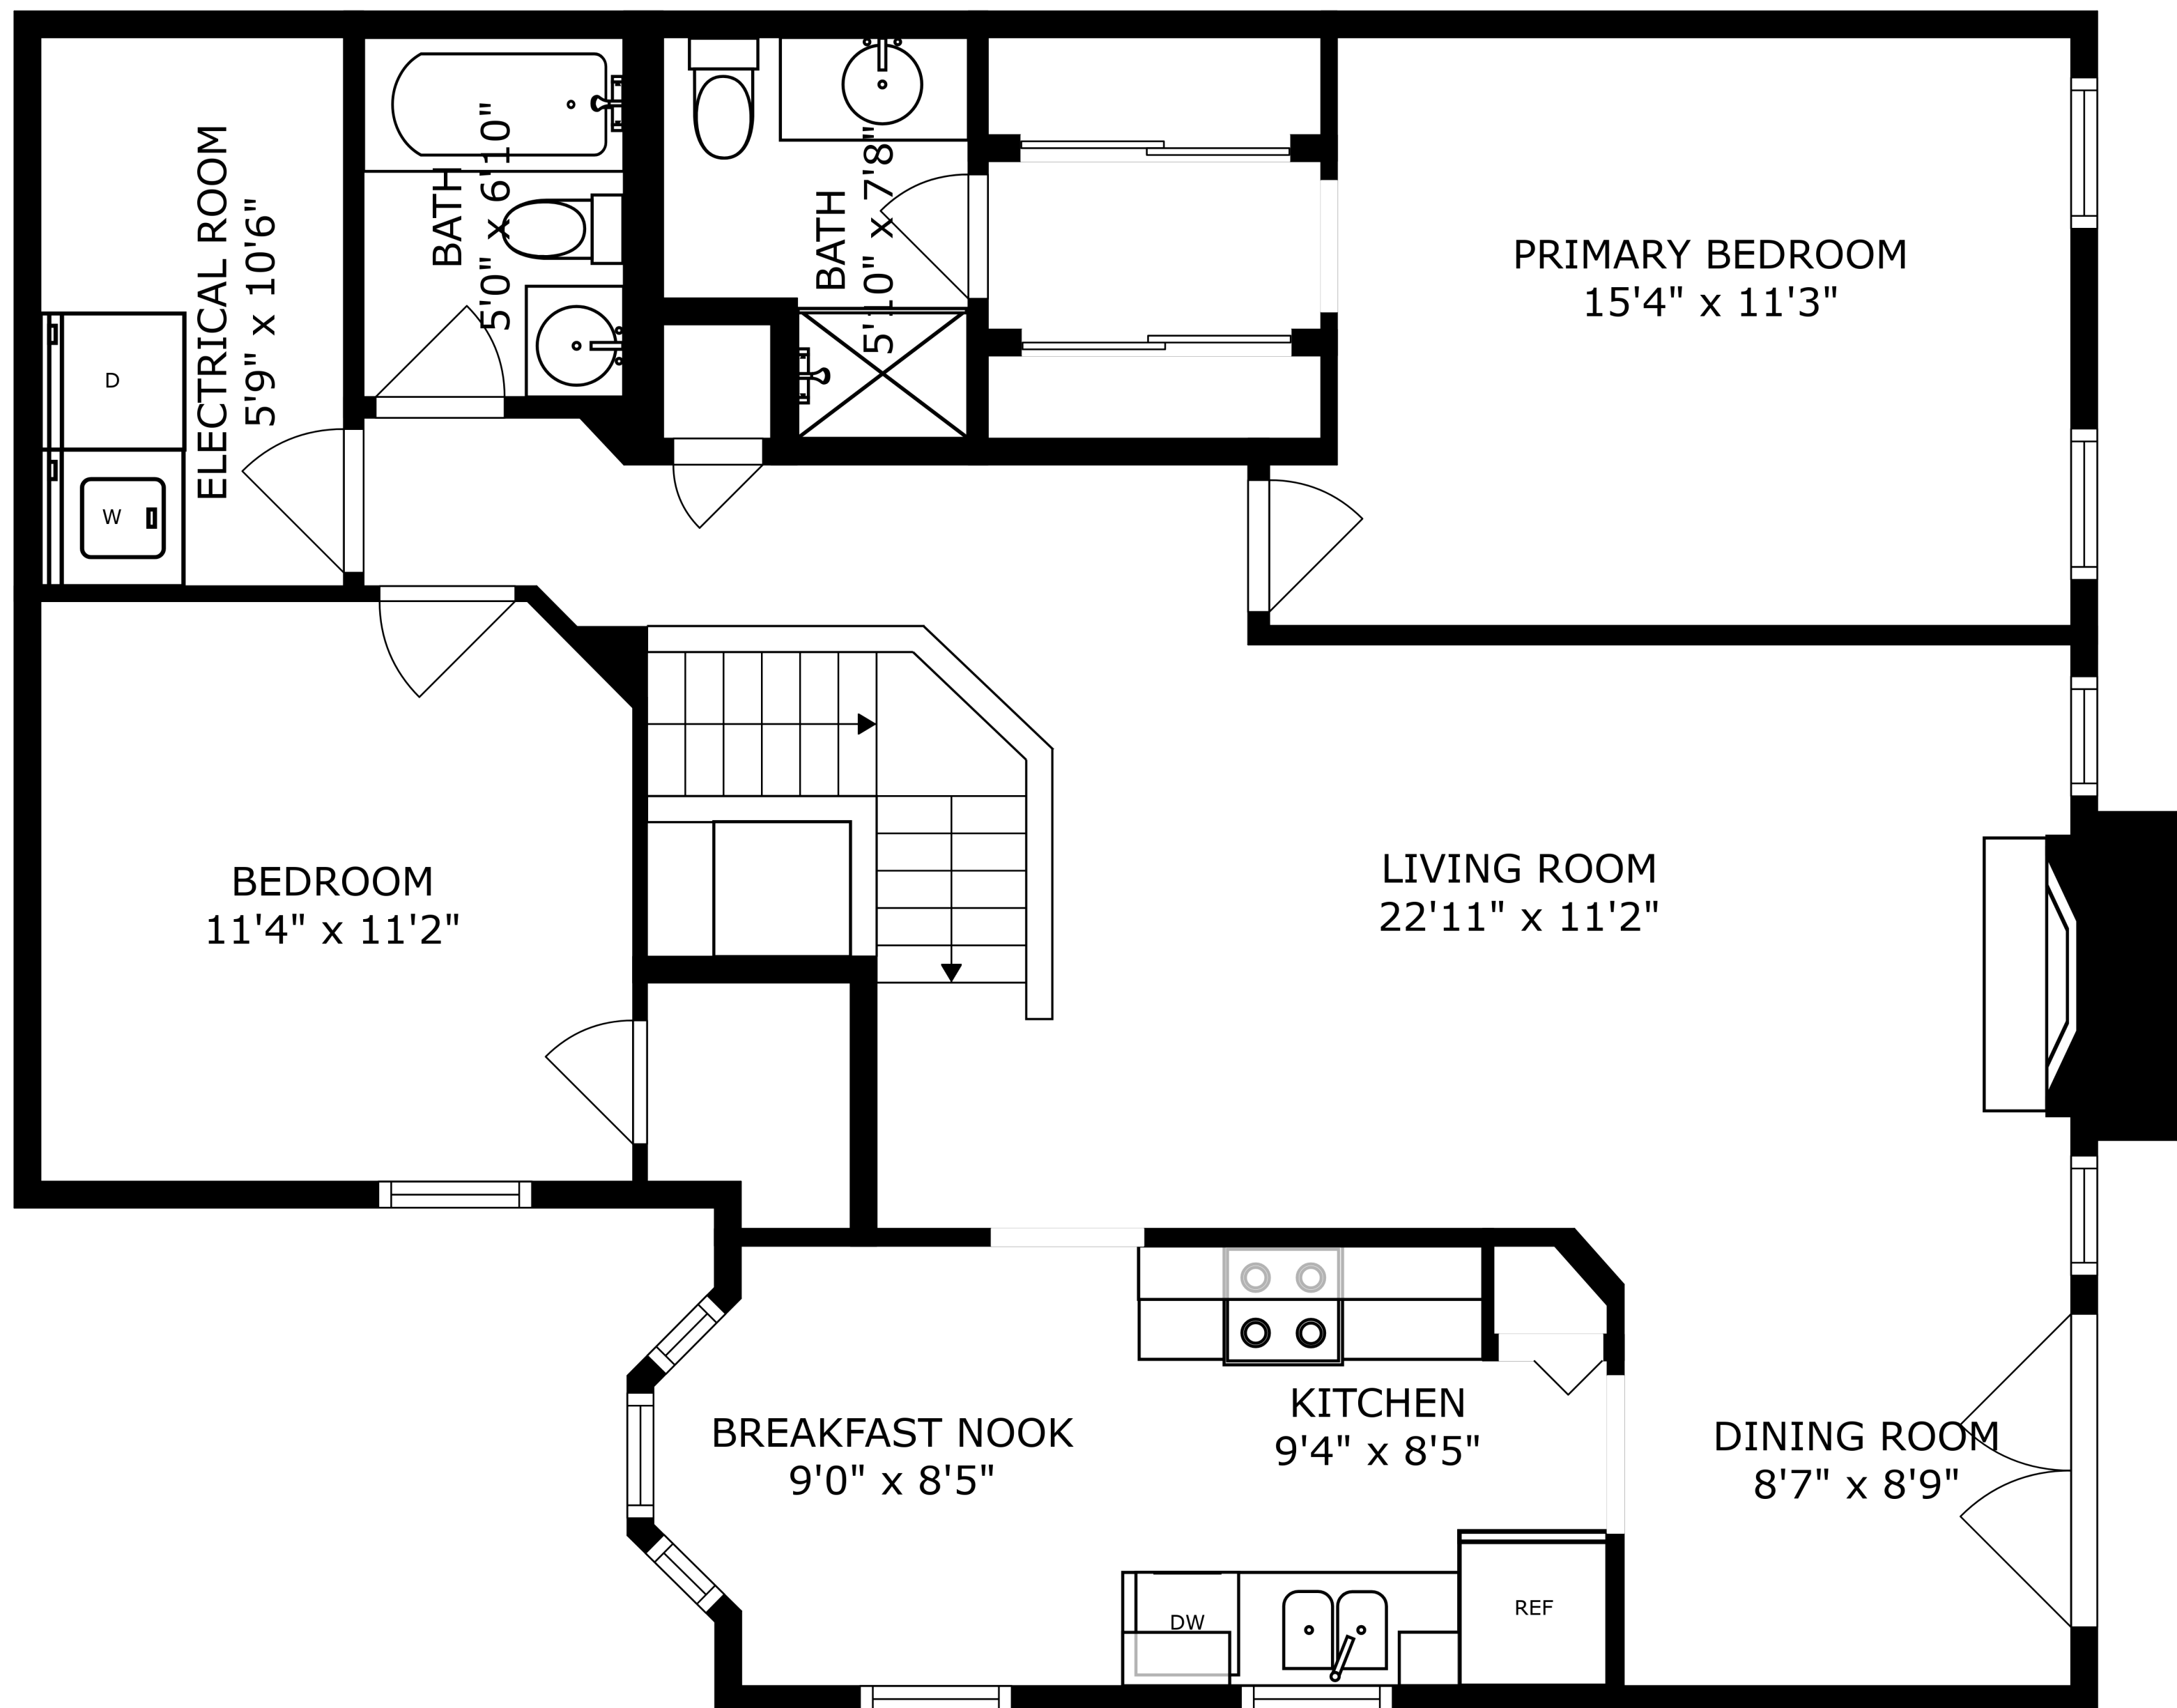 ELECTRICAL ROOM
5'9" x 10'6"
BATH
5'0" x 6'10"
BATH
5'10" x 7'8"
PRIMARY BEDROOM
15'4" x 11'3"
D
W
BEDROOM
11'4" x 11'2"
LIVING ROOM
22'11" x 11'2"
BREAKFAST NOOK
9'0" x 8'5"
KITCHEN
9'4" x 8'5"
DINING ROOM
8'7" x 8'9"
DW
REF